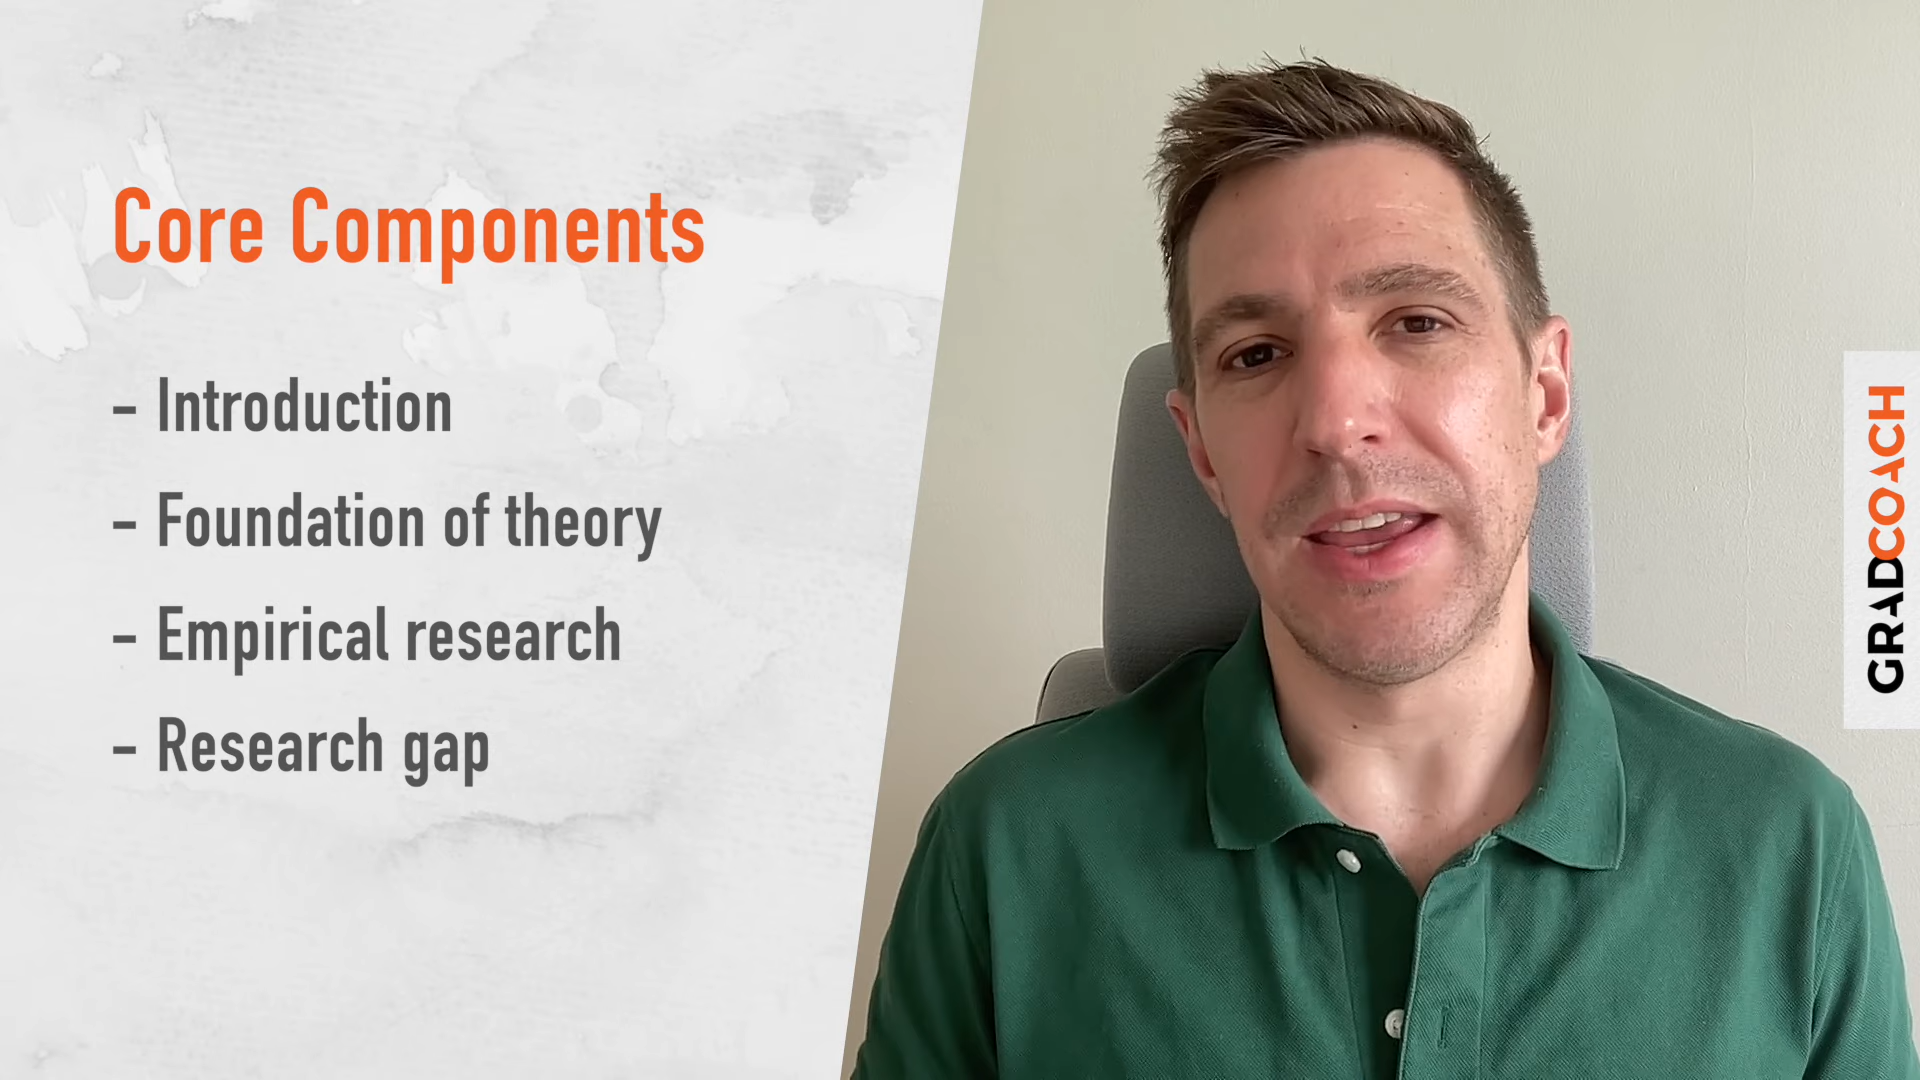 Core Components
- Introduction
- Foundation of theory
- Empirical research
- Research gap
GRADCOACH